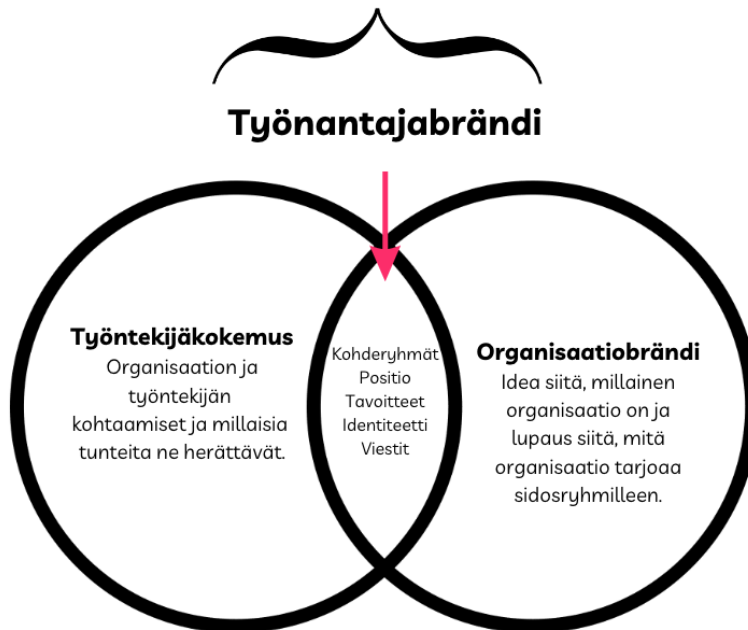 Työnantajabrändi
Työntekijäkokemus
Organisaation ja
työntekijän
kohtaamiset ja millaisia
tunteita ne herättävät.
Kohderyhmät
Positio
Tavoitteet
Identiteetti
Viestit
Organisaatiobrändi
Idea siitä, millainen
organisaatio on ja
lupaus siitä, mitä
organisaatio tarjoaa
sidosryhmilleen.